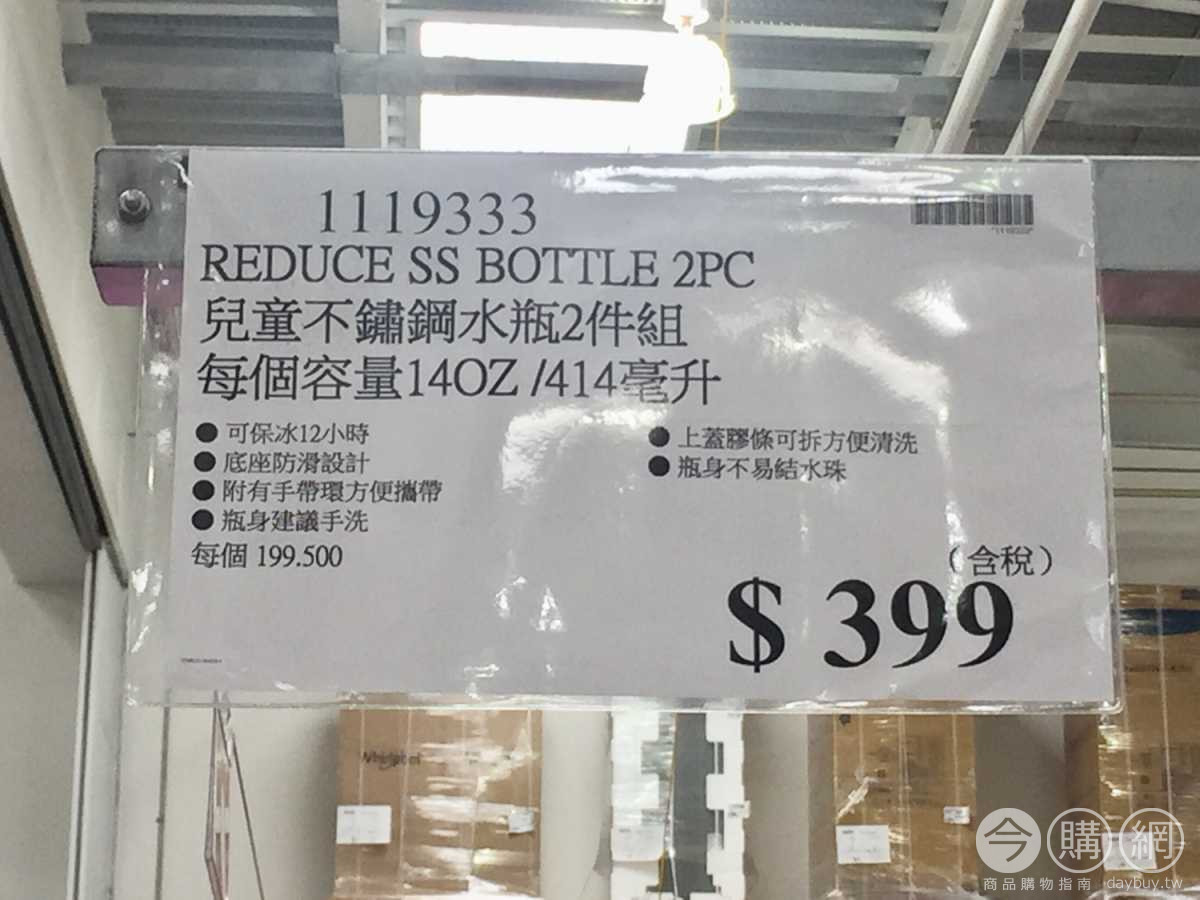 1119333
REDUCE SS BOTTLE 2PC
兒童不鏽鋼水瓶2件組
每個容量14OZ /414毫升
● 可保冰12小時
● 底座防滑設計
● 附有手帶環方便攜帶
● 瓶身建議手洗
● 上蓋膠條可拆方便清洗
● 瓶身不易結水珠
每個 199.500
(含稅)
$ 399
Whirlpool
今購網
商品購物指南 daybuy.tw